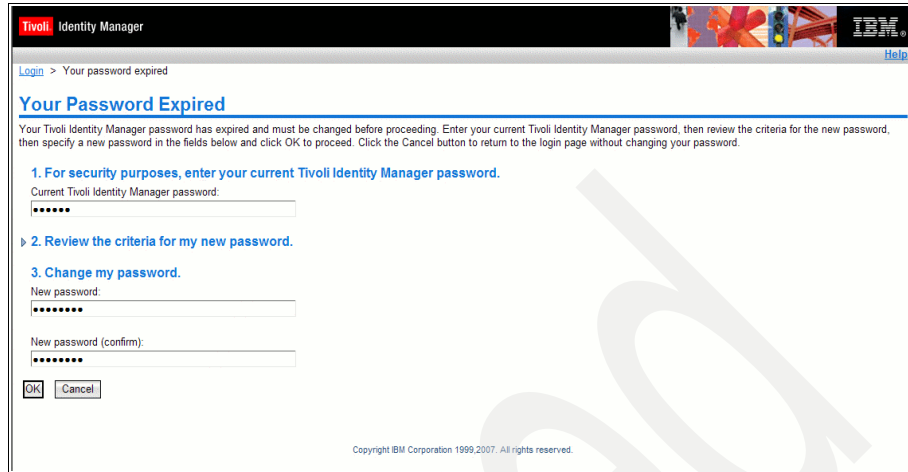 Tivoli. Identity Manager
IBM®
Help
Login > Your password expired
Your Password Expired
Your Tivoli Identity Manager password has expired and must be changed before proceeding. Enter your current Tivoli Identity Manager password, then review the criteria for the new password,
then specify a new password in the fields below and click OK to proceed. Click the Cancel button to return to the login page without changing your password.
1. For security purposes, enter your current Tivoli Identity Manager password.
Current Tivoli Identity Manager password:
••••••
2. Review the criteria for my new password.
3. Change my password.
New password:
••••••••
New password (confirm):
••••••••
OK Cancel
Copyright IBM Corporation 1999,2007. All rights reserved.